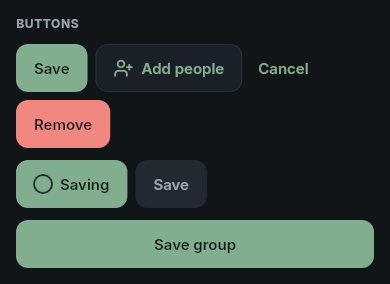 BUTTONS
Save
Add people
Cancel
Remove
Saving
Save
Save group